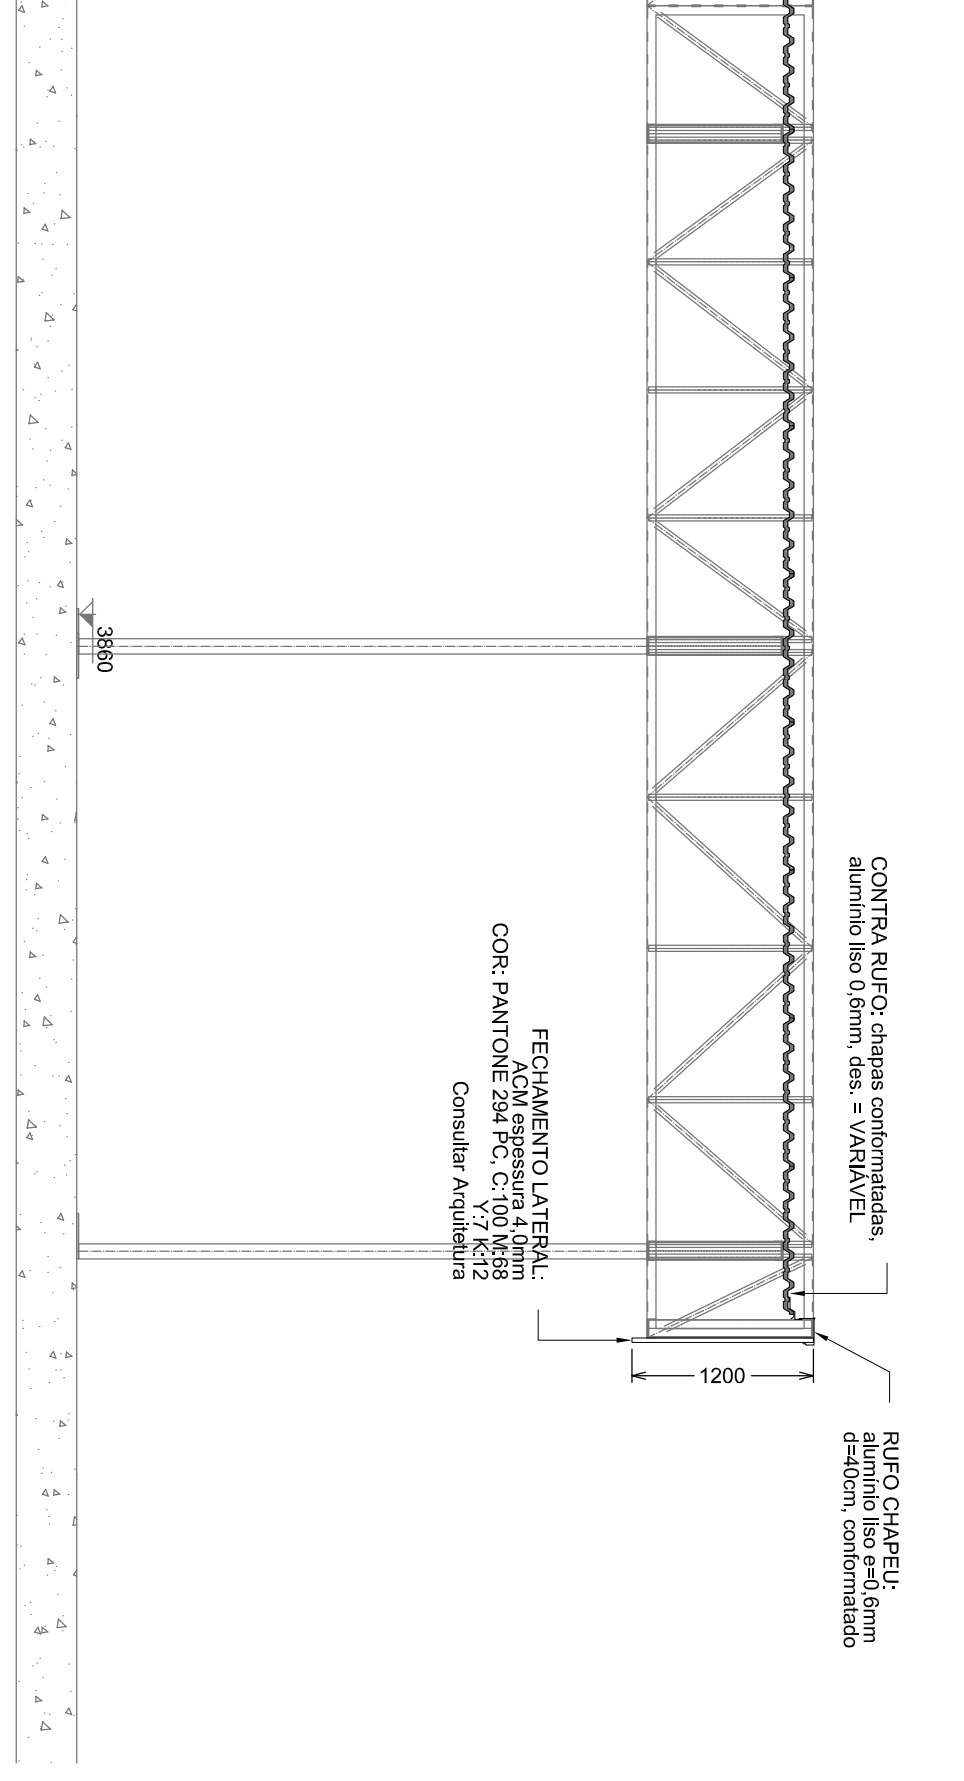 CONTRA RUFO: chapas conformatadas,
alumínio liso 0,6mm, des. = VARIÁVEL
RUFO CHAPEU:
alumínio liso e=0,6mm
d=40cm, conformatado
1200
FECHAMENTO LATERAL:
ACM espessura 4,0mm
COR: PANTONE 294 PC, C:100 M:68
Y:7 K:12
Consultar Arquitetura
3860